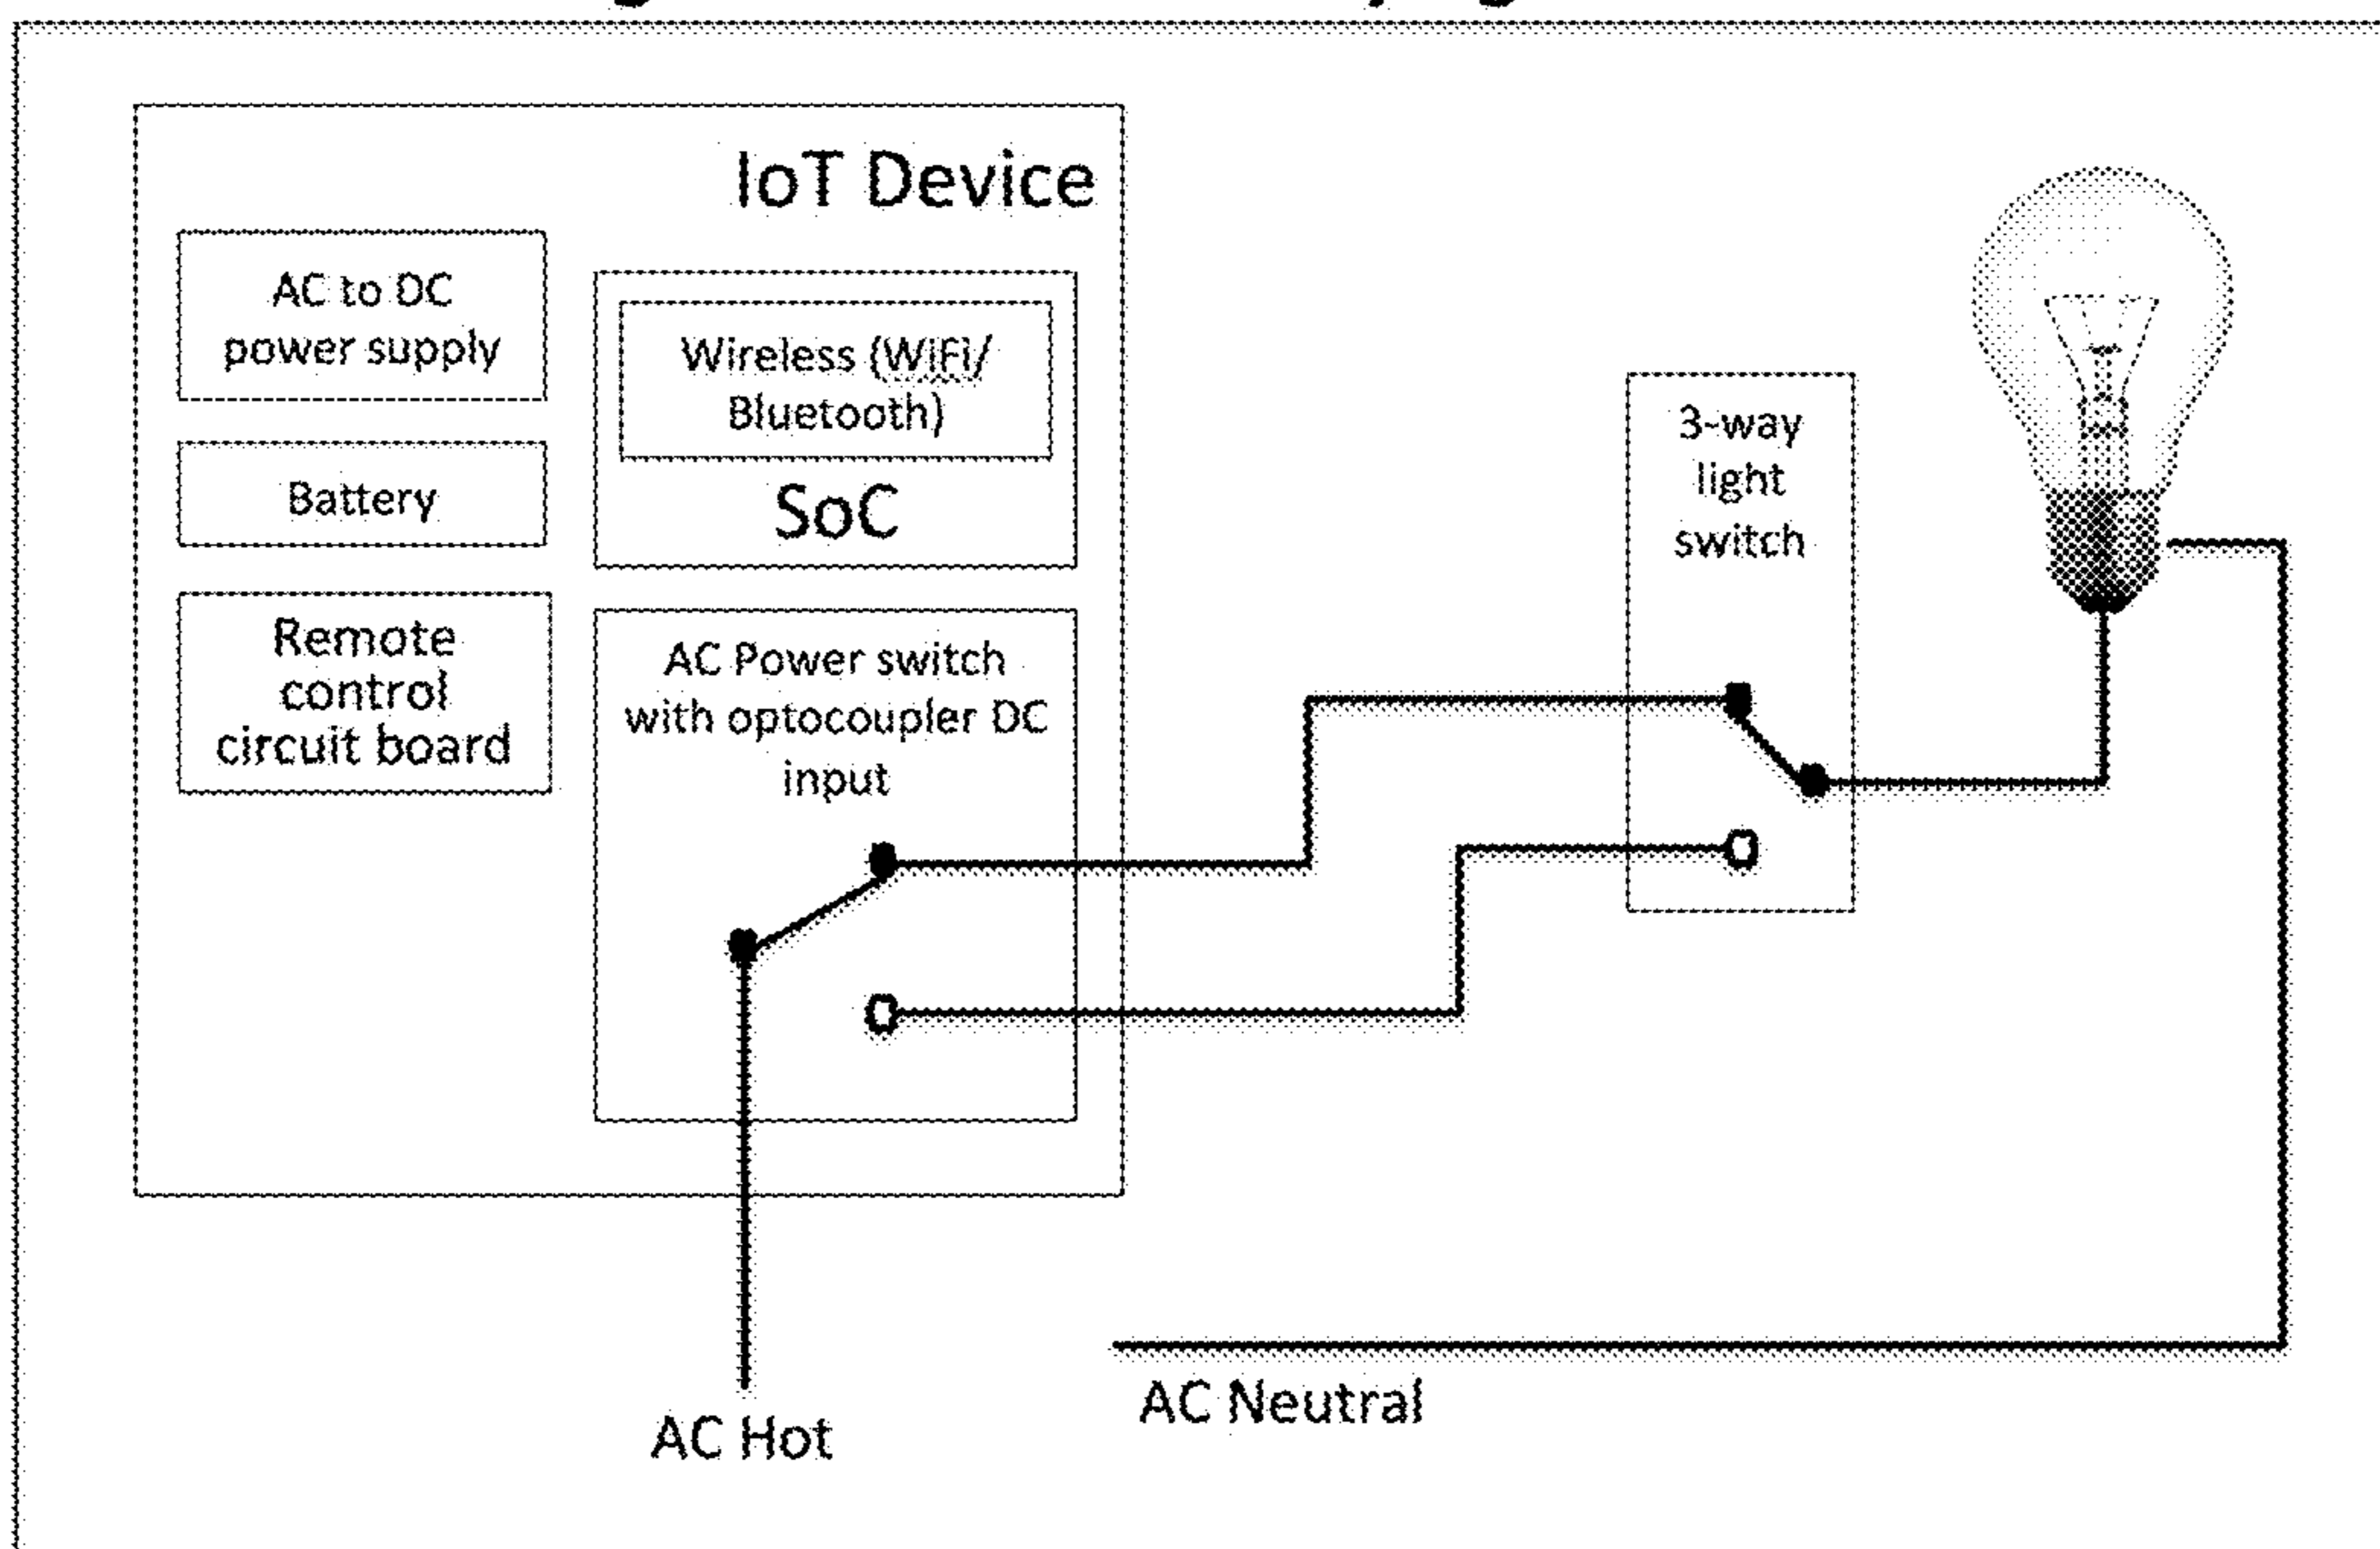 IoT Device
AC to DC
power supply
Wireless (WiFi/
Bluetooth)
SoC
Battery
Remote
control
circuit board
AC Power switch
with optocoupler DC
input
3-way
light
switch
AC Hot
AC Neutral